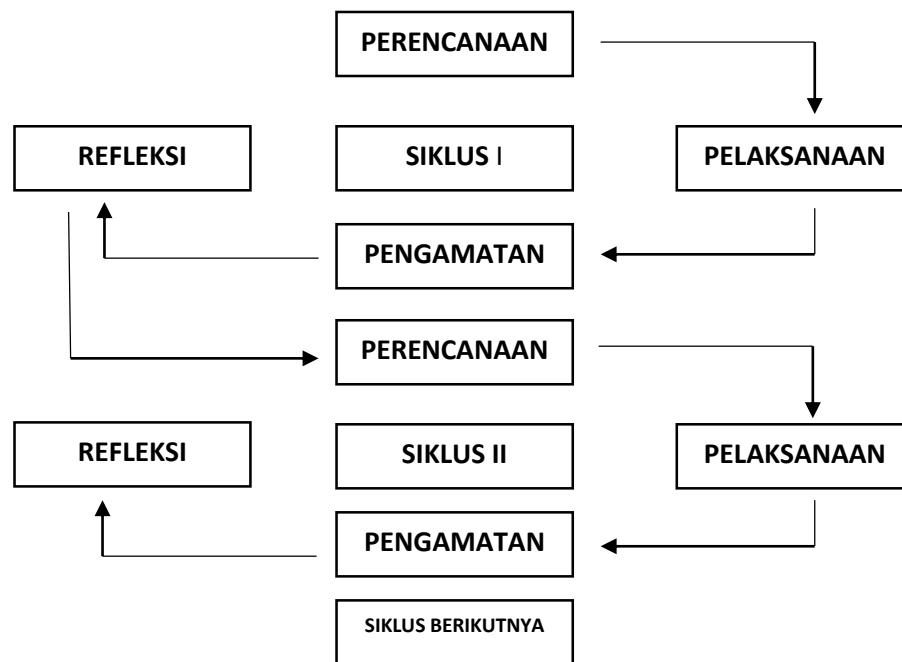 PERENCANAAN
REFLEKSI
SIKLUS I
PELAKSANAAN
PENGAMATAN
PERENCANAAN
REFLEKSI
SIKLUS II
PELAKSANAAN
PENGAMATAN
SIKLUS BERIKUTNYA